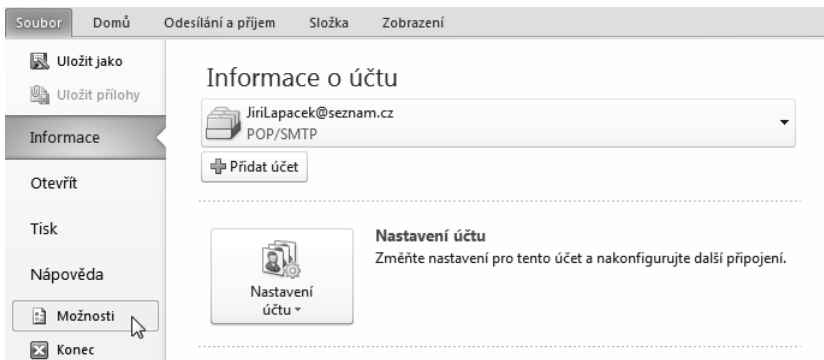 Soubor Domů Odesílání a příjem Složka Zobrazení
Uložit jako
Uložit přílohy
Informace
Otevřít
Tisk
Nápověda
Možnosti
Konec
Informace o účtu
JiriLapacek@seznam.cz
POP/SMTP
Přidat účet
Nastavení
účtu
Nastavení účtu
Změňte nastavení pro tento účet a nakonfigurujte další připojení.